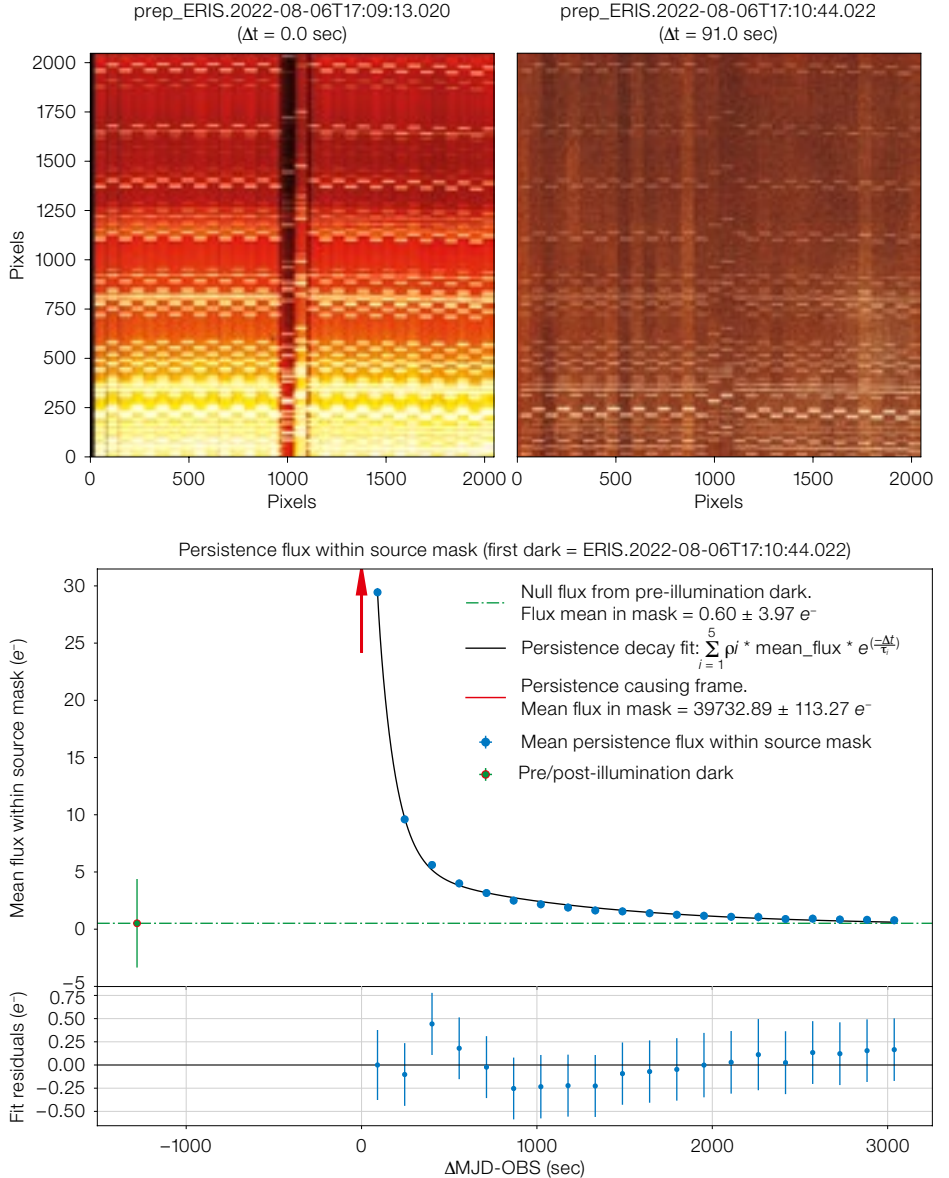 prep_ERIS.2022-08-06T17:09:13.020
(Δt = 0.0 sec)
prep_ERIS.2022-08-06T17:10:44.022
(Δt = 91.0 sec)
2000
1750
1500
1250
1000
750
500
250
0
Pixels
0 500 1000 1500 2000
Pixels
0 500 1000 1500 2000
Pixels
Persistence flux within source mask (first dark = ERIS.2022-08-06T17:10:44.022)
30
25
20
15
10
5
0
−5
Mean flux within source mask (e⁻)
Null flux from pre-illumination dark.
Flux mean in mask = 0.60 ± 3.97 e⁻
Persistence decay fit: 5 Σ i = 1 ρi * mean_flux * e^(−Δt/τᵢ)
Persistence causing frame.
Mean flux in mask = 39732.89 ± 113.27 e⁻
Mean persistence flux within source mask
Pre/post-illumination dark
0.75
0.50
0.25
0.00
−0.25
−0.50
Fit residuals (e⁻)
−1000 0 1000 2000 3000
ΔMJD-OBS (sec)